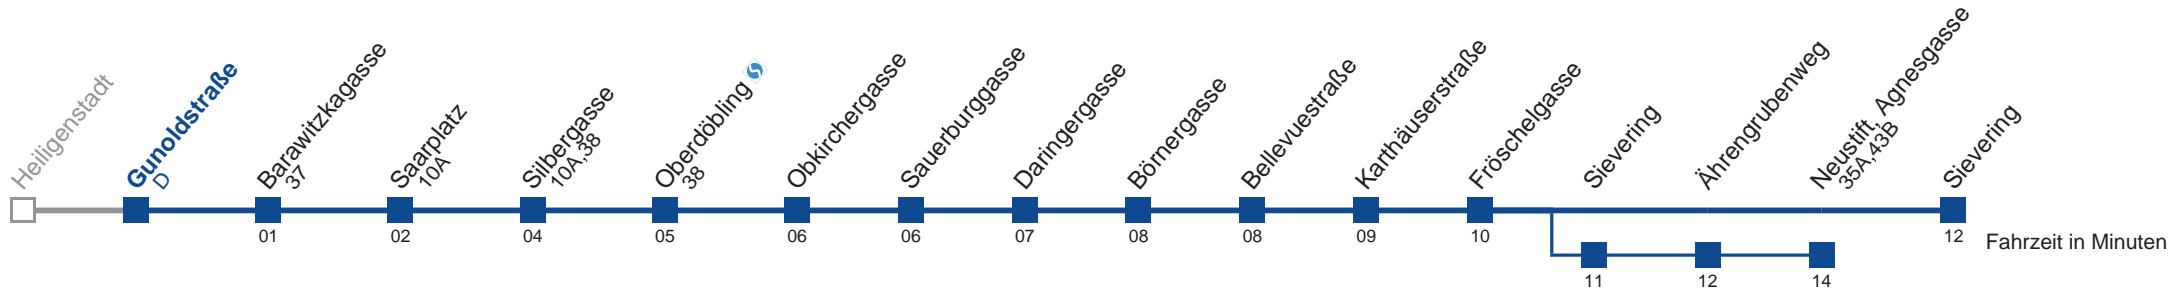 Heiligenstadt
Gunoldstraße
D
Barawitzkagasse
37
Saarplatz
10A
Silbergasse
10A,38
Oberdöbling
38
Obkirchergasse
Sauerburggasse
Daringergasse
Börnergasse
Bellevuestraße
Karthäuserstraße
Fröschelgasse
Sievering
Ährengrubenweg
Neustift, Agnesgasse
35A,43B
Sievering
01
02
04
05
06
06
07
08
08
09
10
12
Fahrzeit in Minuten
11
12
14